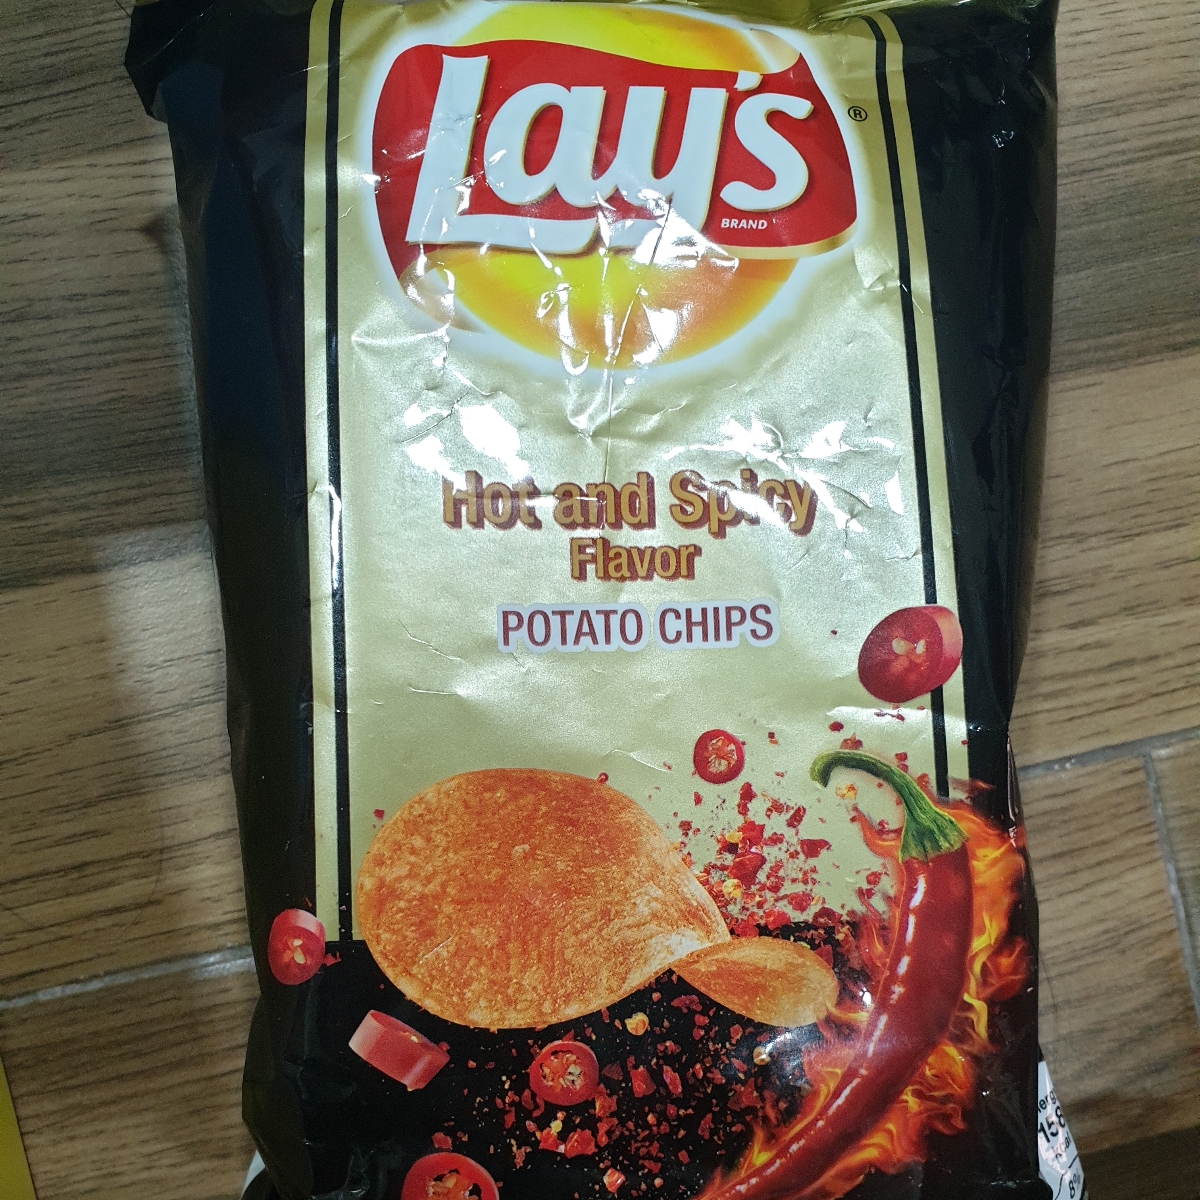 Lay's
®
BRAND
Hot and Spicy
Flavor
POTATO CHIPS